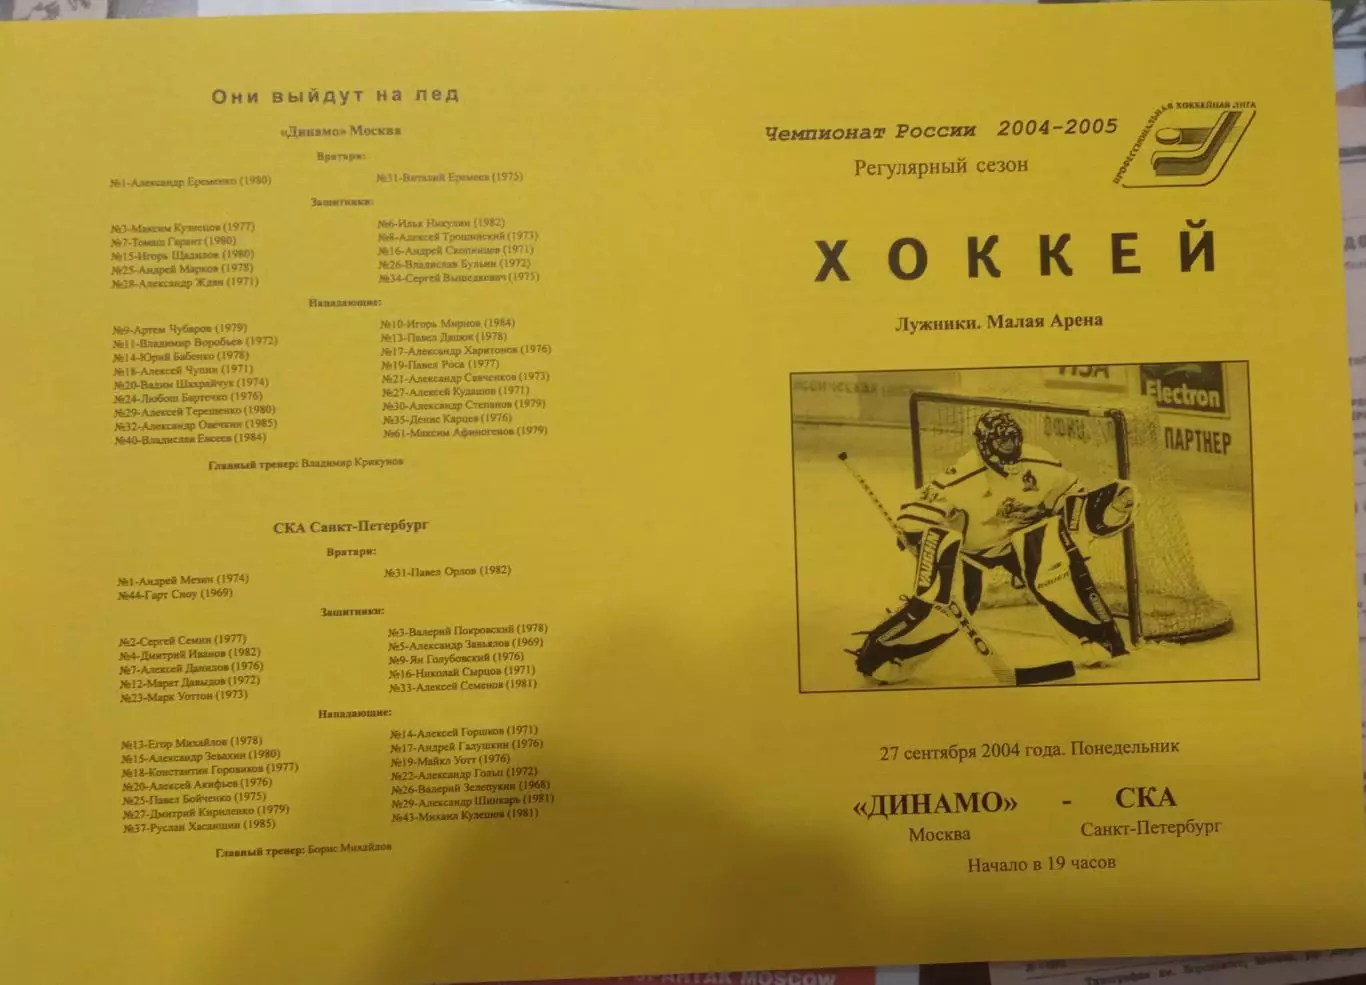 Они выйдут на лед
«Динамо» Москва
Вратари:
№1-Александр Еременко (1980)
№31-Виталий Еремеев (1975)
Защитники:
№3-Максим Кузнецов (1977)
№7-Томаш Гарант (1980)
№15-Игорь Щадилов (1980)
№25-Андрей Марков (1978)
№28-Александр Ждан (1971)
№6-Илья Никулин (1982)
№8-Алексей Трощинский (1973)
№16-Андрей Скопинцев (1971)
№26-Владислав Бульин (1972)
№34-Сергей Вышедкевич (1975)
Нападающие:
№9-Артем Чубаров (1979)
№11-Владимир Воробьев (1972)
№14-Юрий Бабенко (1978)
№18-Алексей Чупин (1971)
№20-Вадим Шахрайчук (1974)
№24-Любош Бартечко (1976)
№29-Алексей Терещенко (1980)
№32-Александр Овечкин (1985)
№40-Владислав Евсеев (1984)
№10-Игорь Мирнов (1984)
№13-Павел Дацюк (1978)
№17-Александр Харитонов (1976)
№19-Павел Роса (1977)
№21-Александр Савченков (1973)
№27-Алексей Кудашов (1971)
№30-Александр Степанов (1979)
№35-Денис Карцев (1976)
№61-Максим Афиногенов (1979)
Главный тренер: Владимир Крикунов
СКА Санкт-Петербург
Вратари:
№1-Андрей Мезин (1974)
№44-Гарт Сноу (1969)
№31-Павел Орлов (1982)
Защитники:
№2-Сергей Семин (1977)
№4-Дмитрий Иванов (1982)
№7-Алексей Данилов (1976)
№12-Марат Давыдов (1972)
№23-Марк Уоттон (1973)
№3-Валерий Покровский (1978)
№5-Александр Завьялов (1969)
№9-Ян Голубовский (1976)
№16-Николай Сырцов (1971)
№33-Алексей Семенов (1981)
Нападающие:
№13-Егор Михайлов (1978)
№15-Александр Зевахин (1980)
№18-Константин Горовиков (1977)
№20-Алексей Акифьев (1976)
№25-Павел Бойченко (1975)
№27-Дмитрий Кириленко (1979)
№37-Руслан Хасаншин (1985)
№14-Алексей Горшков (1971)
№17-Андрей Галушкин (1976)
№19-Майкл Уотт (1976)
№22-Александр Гольц (1972)
№26-Валерий Зелепукин (1968)
№29-Александр Шинкарь (1981)
№43-Михаил Кулешов (1981)
Главный тренер: Борис Михайлов
Чемпионат России 2004-2005
ПРОФЕССИОНАЛЬНАЯ ХОККЕЙНАЯ ЛИГА
Регулярный сезон
ХОККЕЙ
Лужники. Малая Арена
Electron
ПАРТНЕР
VAUGHN
27 сентября 2004 года. Понедельник
«ДИНАМО» - СКА
Москва Санкт-Петербург
Начало в 19 часов
SPARTAK MOSCOW